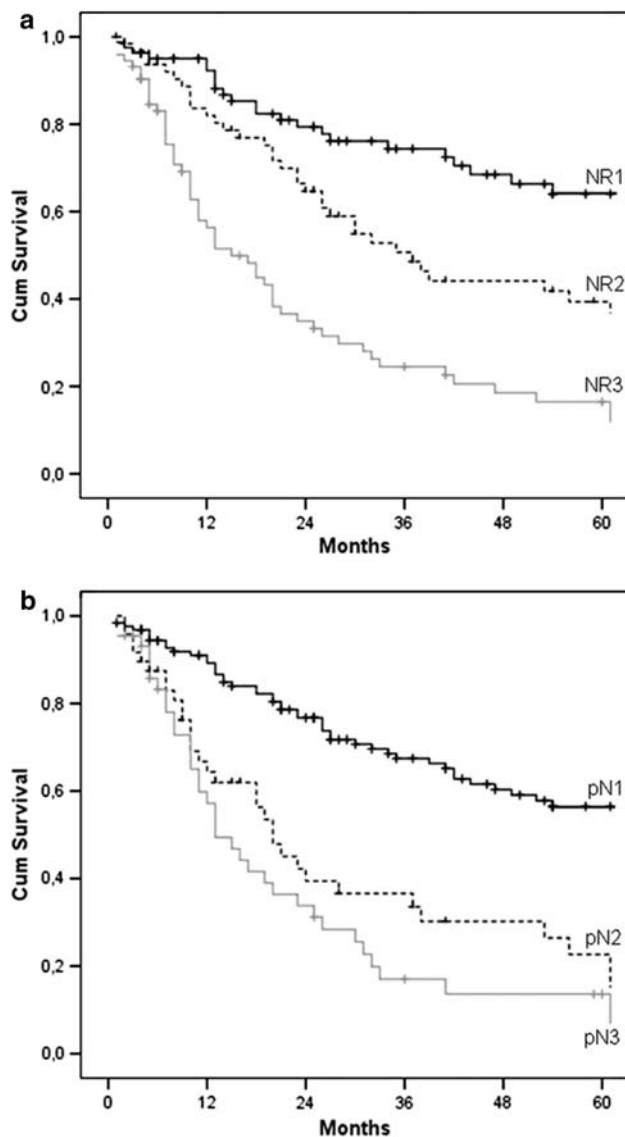 a
1,0
0,8
0,6
0,4
0,2
0,0
Cum Survival
NR1
NR2
NR3
0 12 24 36 48 60
Months
b
1,0
0,8
0,6
0,4
0,2
0,0
Cum Survival
pN1
pN2
pN3
0 12 24 36 48 60
Months